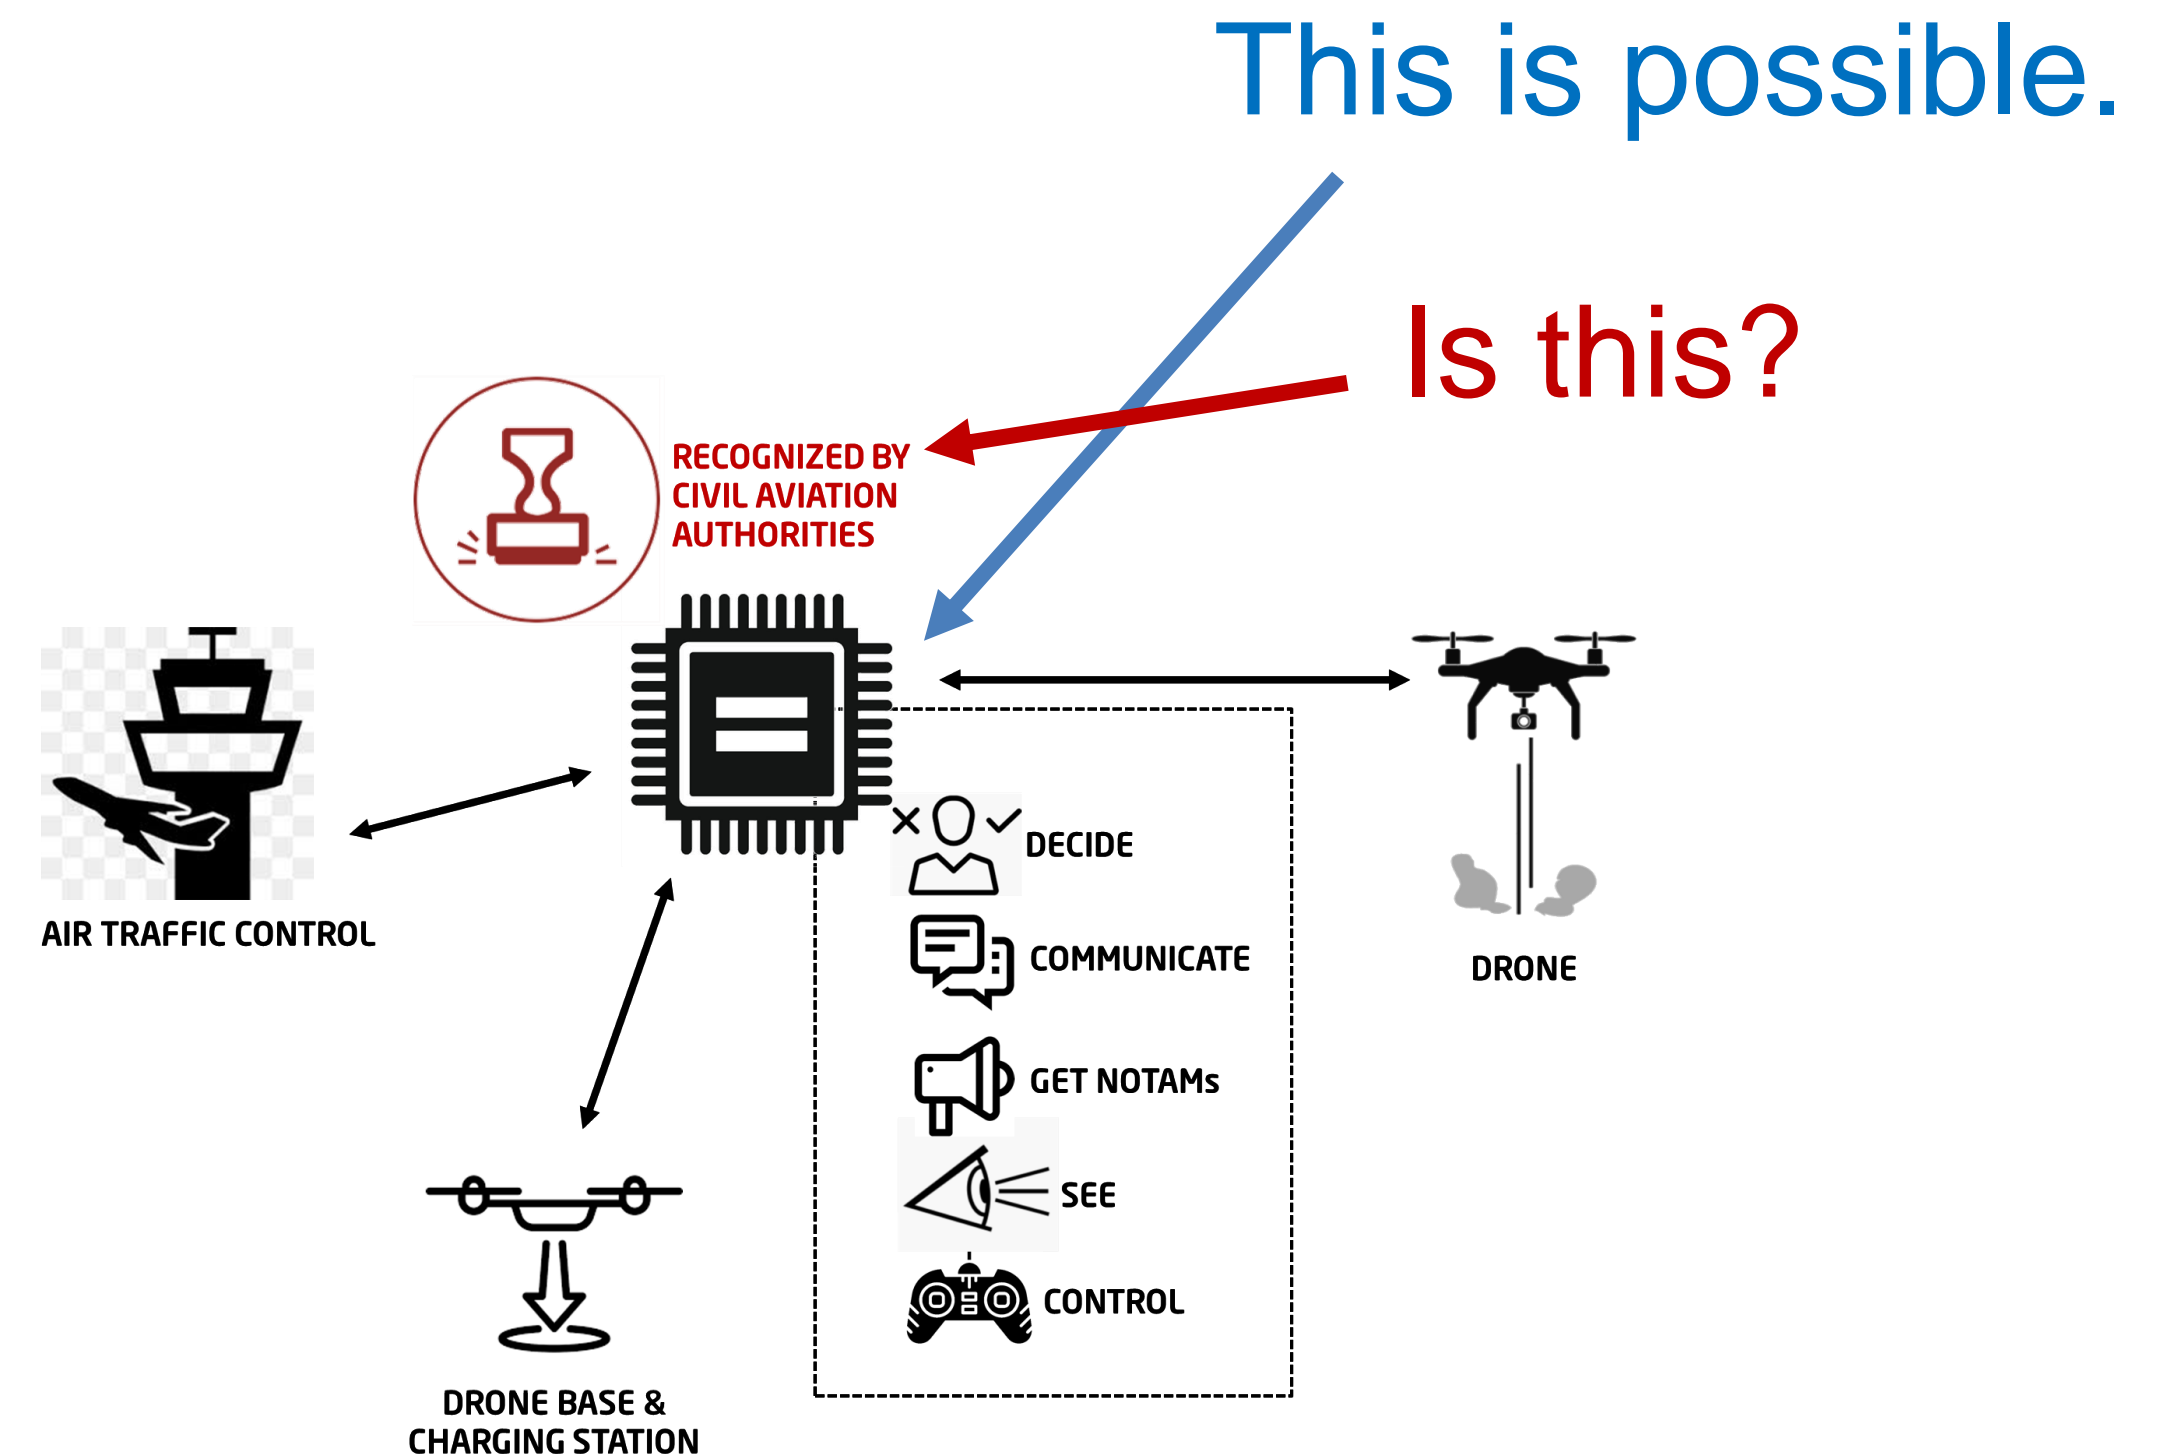 This is possible.
Is this?
RECOGNIZED BY
CIVIL AVIATION
AUTHORITIES
AIR TRAFFIC CONTROL
DECIDE
COMMUNICATE
GET NOTAMs
SEE
CONTROL
DRONE
DRONE BASE &
CHARGING STATION